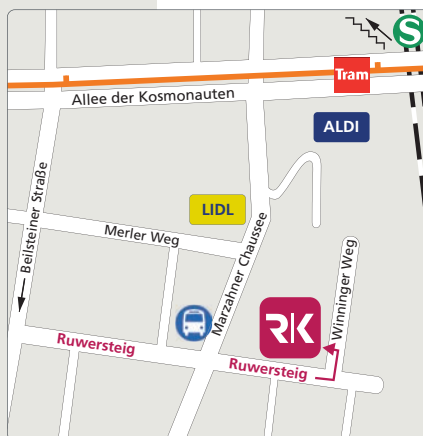 S
Tram
Allee der Kosmonauten
ALDI
Beilsteiner Straße
LIDL
Merler Weg
Marzahner Chaussee
Winninger Weg
RK
Ruwersteig
Ruwersteig